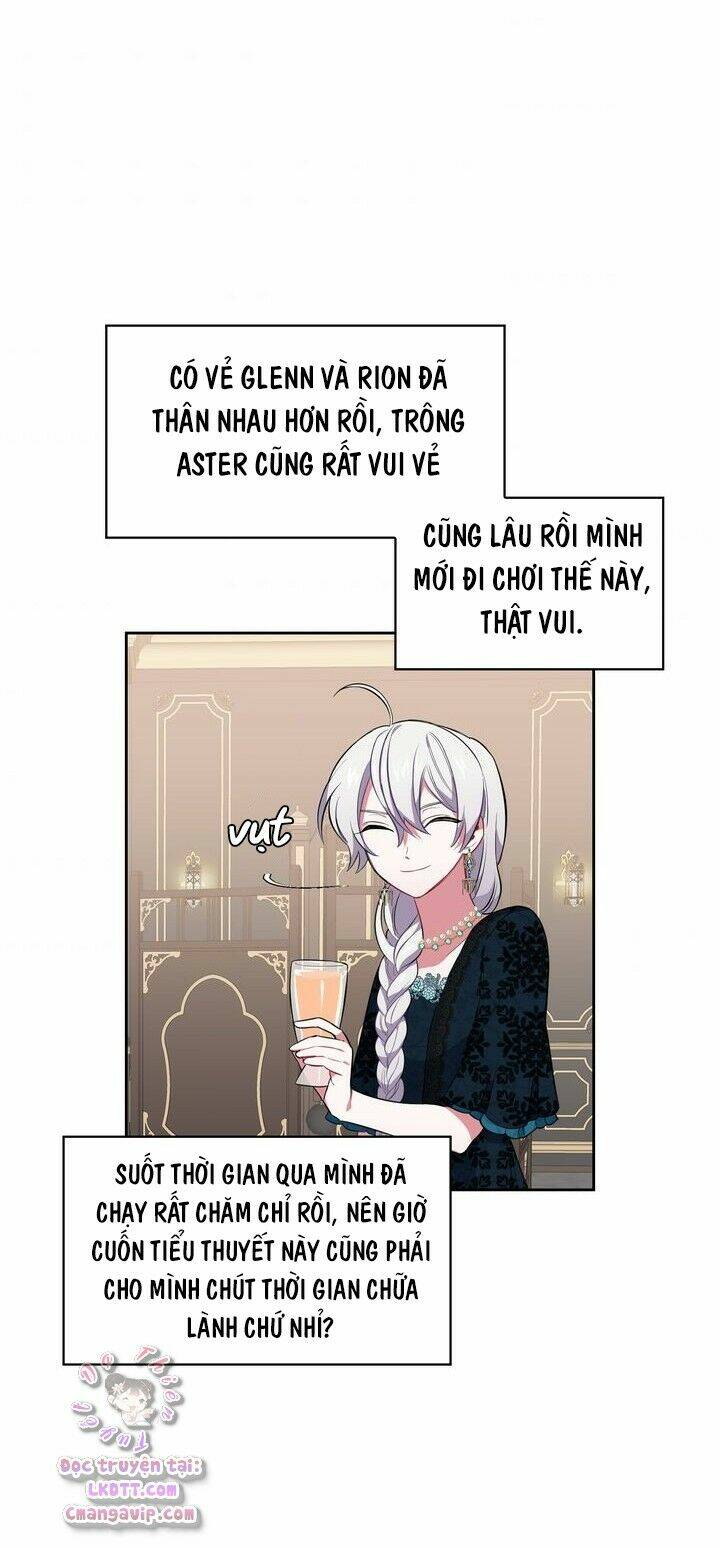 CÓ VẺ GLENN VÀ RION ĐÃ
THÂN NHAU HƠN RỒI, TRÔNG
ASTER CŨNG RẤT VUI VẺ
CŨNG LÂU RỒI MÌNH
MỚI ĐI CHƠI THẾ NÀY,
THẬT VUI.
vụt
SUỐT THỜI GIAN QUA MÌNH ĐÃ
CHẠY RẤT CHĂM CHỈ RỒI, NÊN GIỜ
CUỐN TIỂU THUYẾT NÀY CŨNG PHẢI
CHO MÌNH CHÚT THỜI GIAN CHỮA
LÀNH CHỨ NHỈ?
Đọc truyện tại:
LKDTT.com
Cmangavip.com